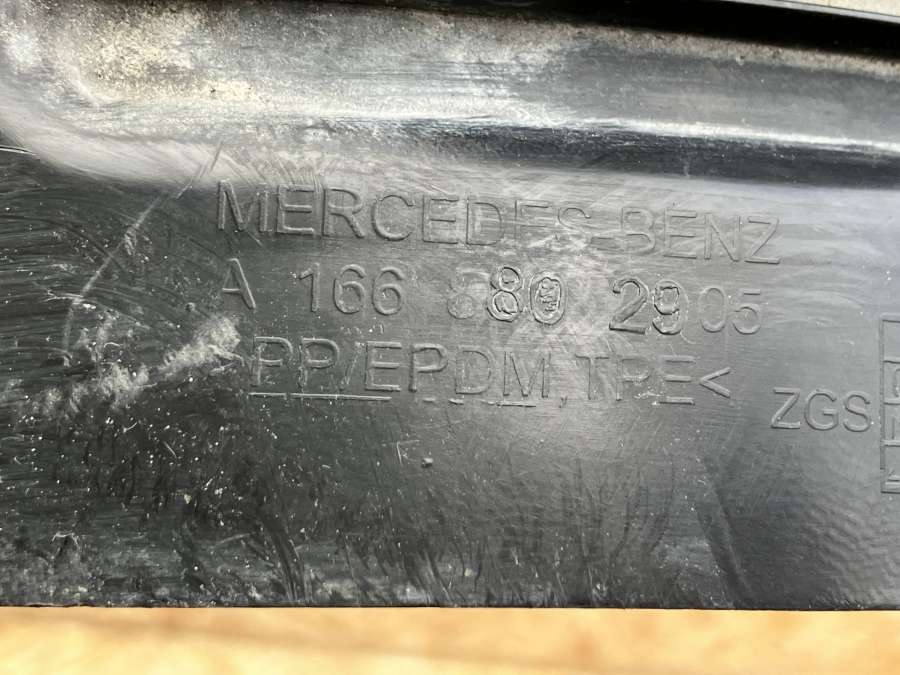 MERCEDES-BENZ
A 166 880 2905
>PP/EPDM,TPE<
ZGS